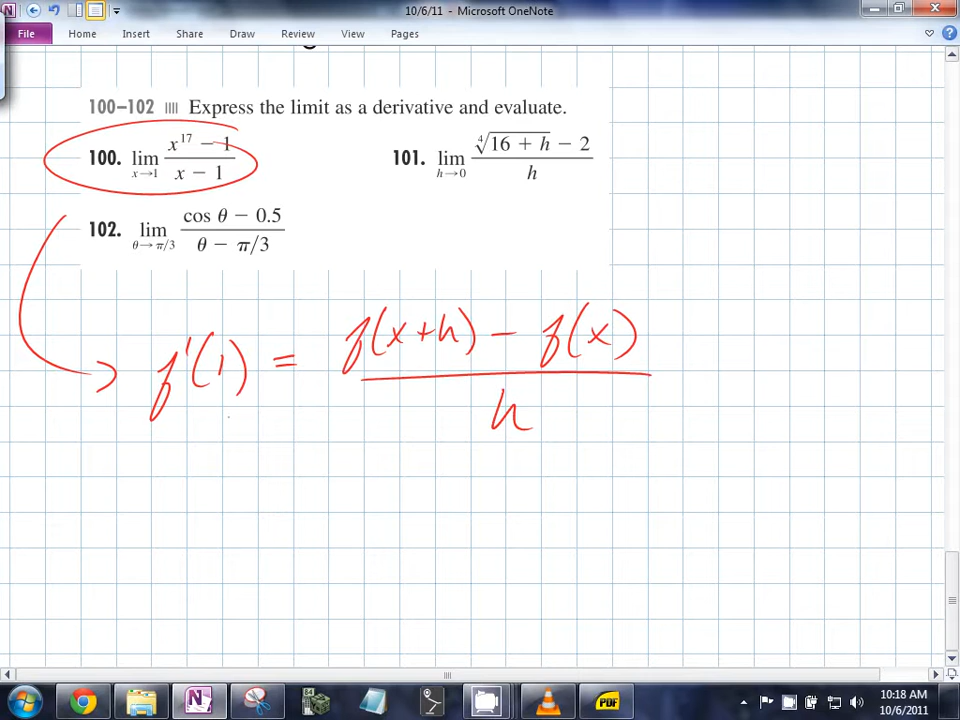 10/6/11 - Microsoft OneNote
File Home Insert Share Draw Review View Pages
100–102 Express the limit as a derivative and evaluate.
100. lim x→1 (x^17 − 1)/(x − 1)
101. lim h→0 (∜(16 + h) − 2)/h
102. lim θ→π/3 (cos θ − 0.5)/(θ − π/3)
f'(1) = (f(x+h) − f(x))/h
PDF
10:18 AM
10/6/2011